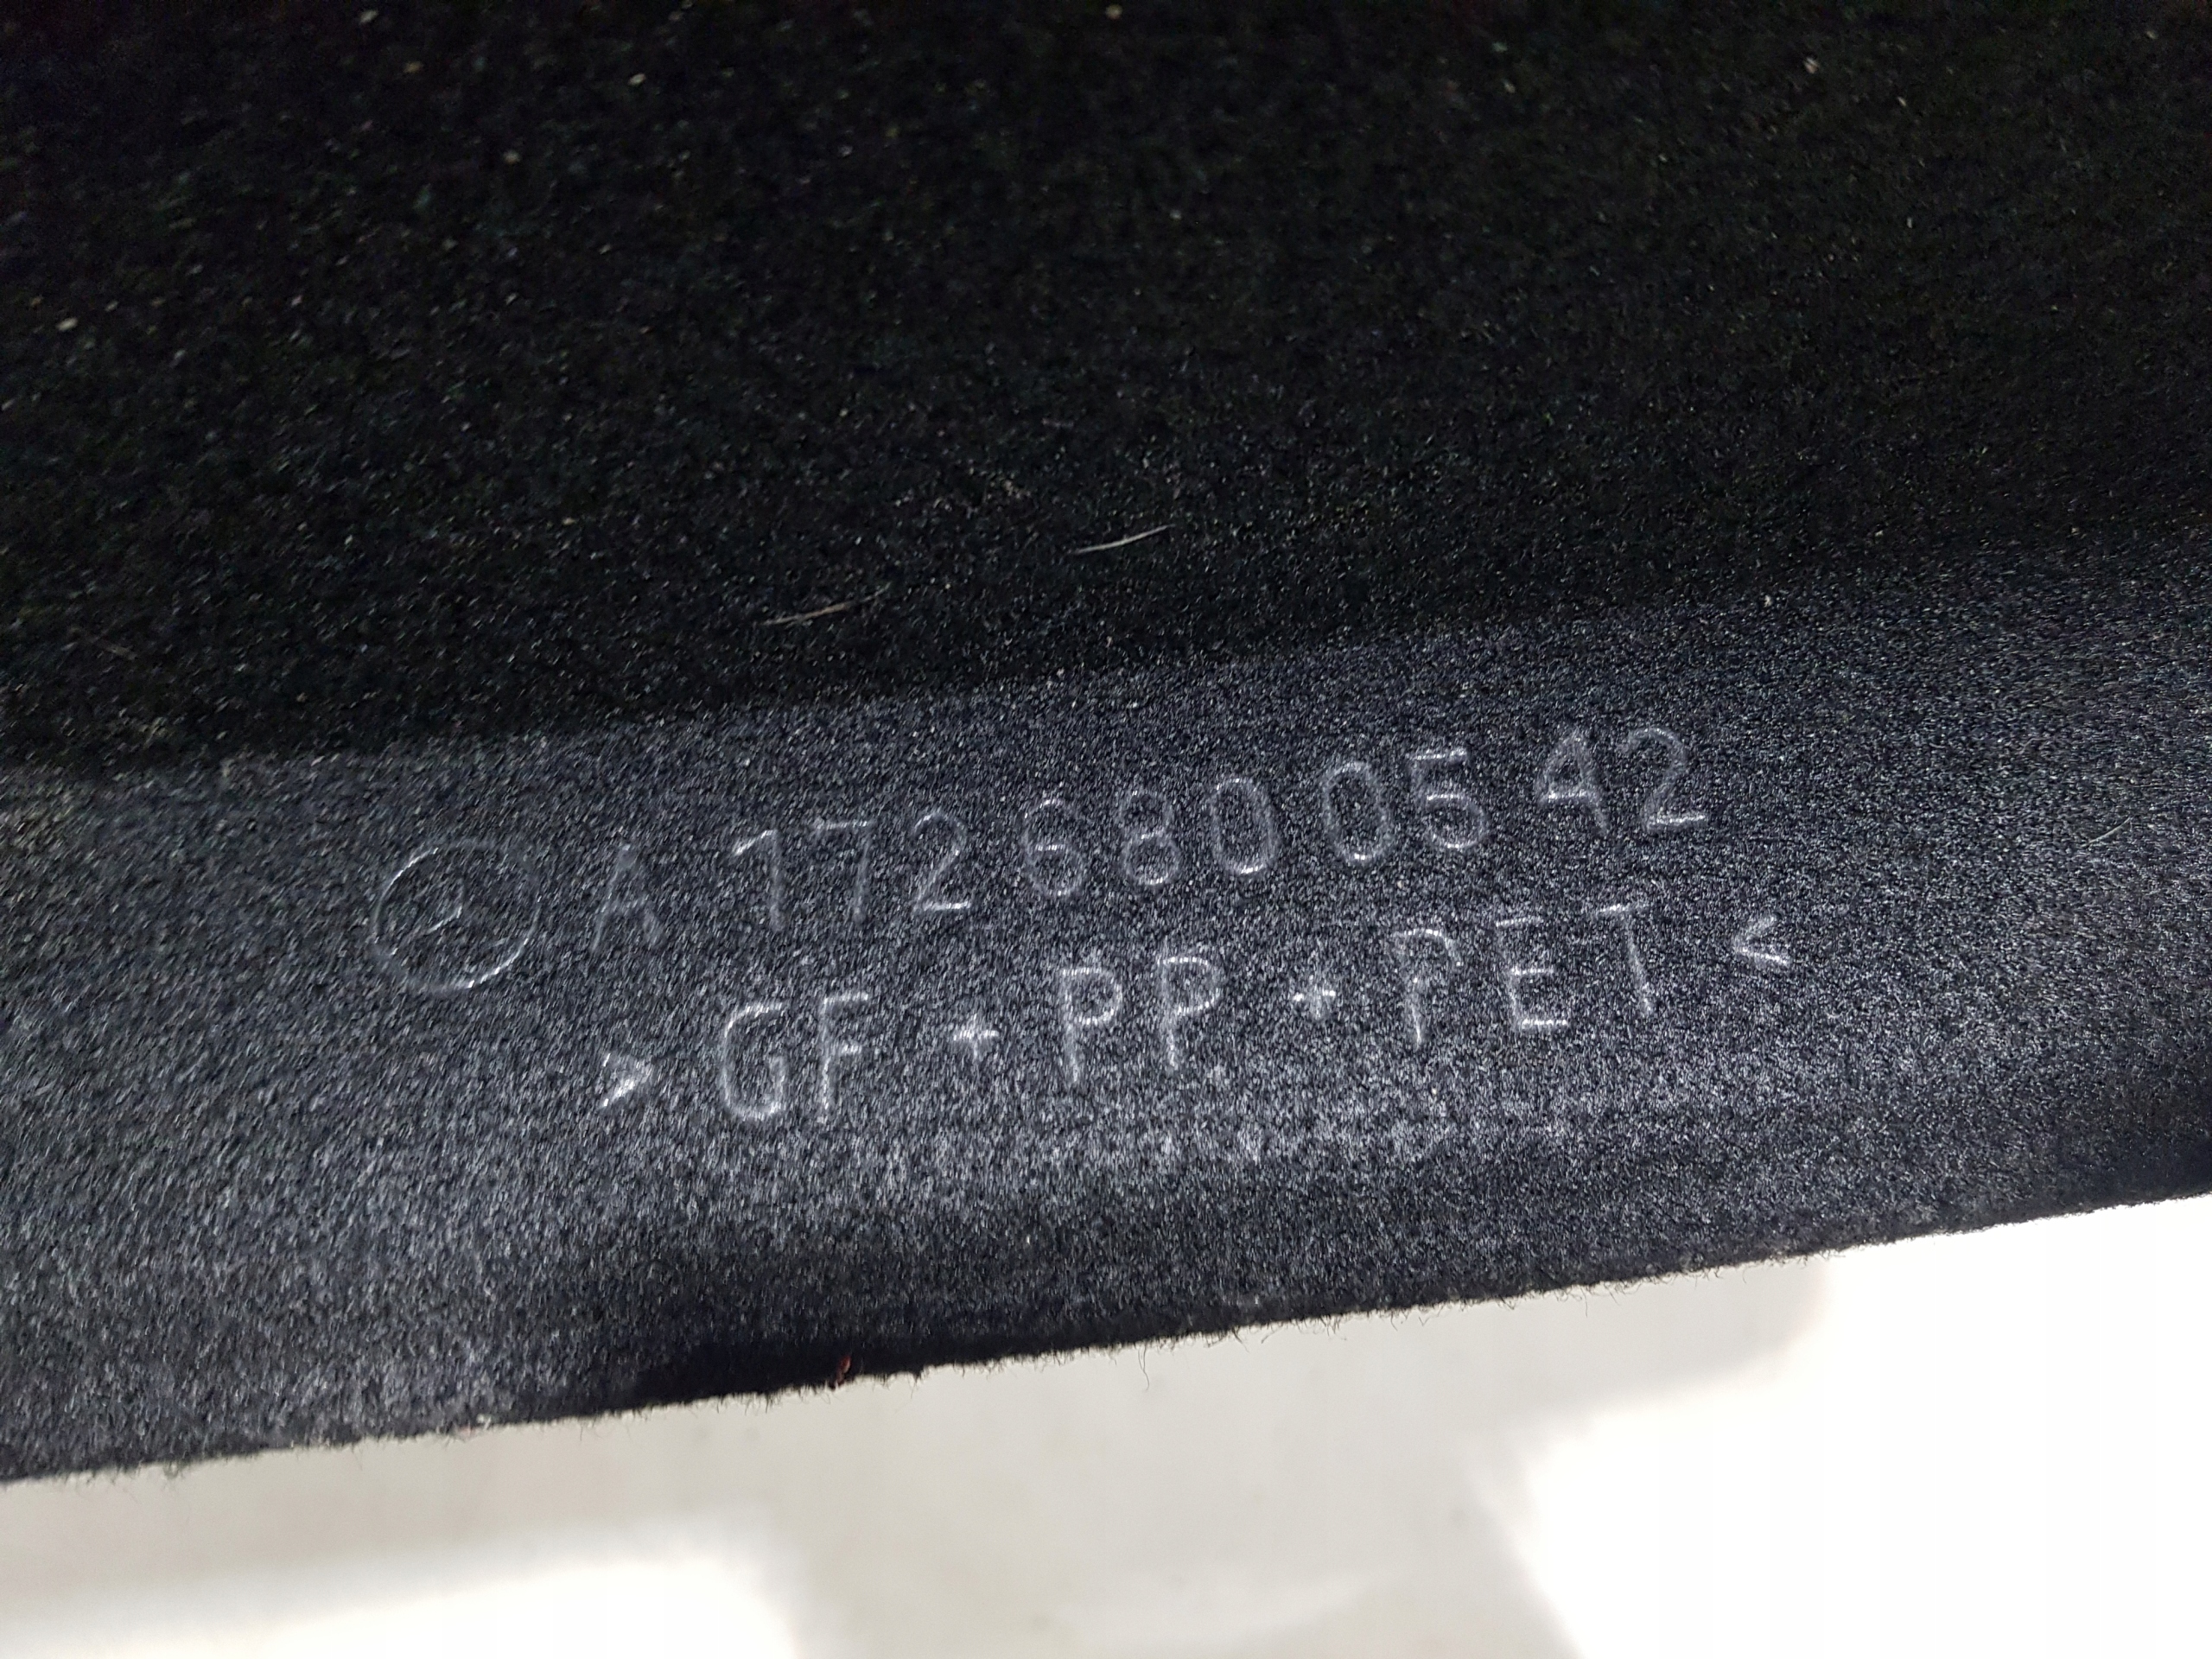 A 172 680 05 42
> GF + PP + PET <